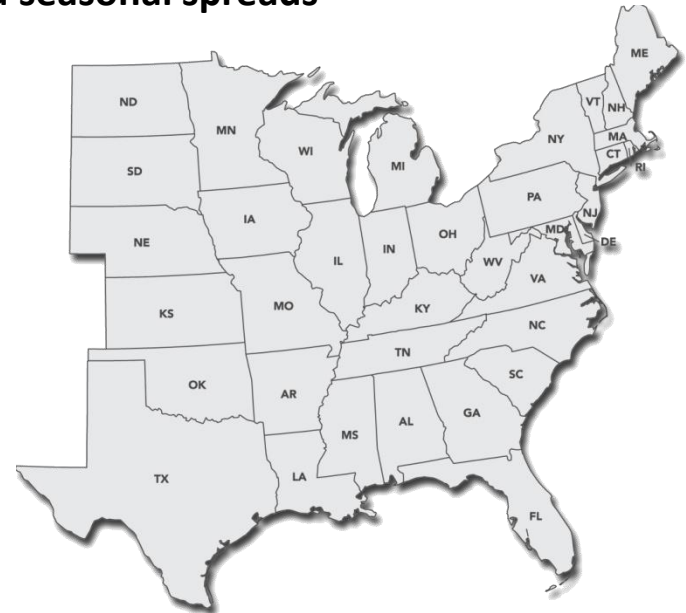 seasonal spreads
ME
ND
MN
VT
NH
NY
MA
WI
CT
RI
SD
MI
PA
IA
NJ
NE
OH
MD
DE
IL
IN
WV
VA
MO
KY
KS
NC
TN
OK
SC
AR
GA
AL
MS
TX
LA
FL